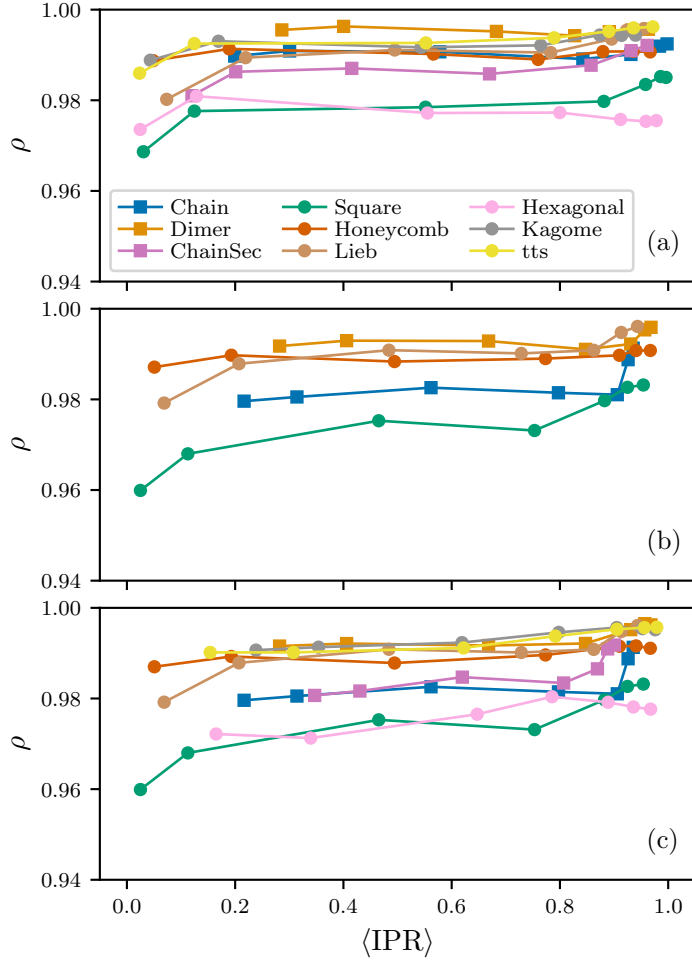 1.00
0.98
ρ
0.96
Chain
Dimer
ChainSec
Square
Honeycomb
Lieb
Hexagonal
Kagome
tts
(a)
0.94
1.00
0.98
ρ
0.96
(b)
0.94
1.00
0.98
ρ
0.96
(c)
0.94
0.0 0.2 0.4 0.6 0.8 1.0
⟨IPR⟩